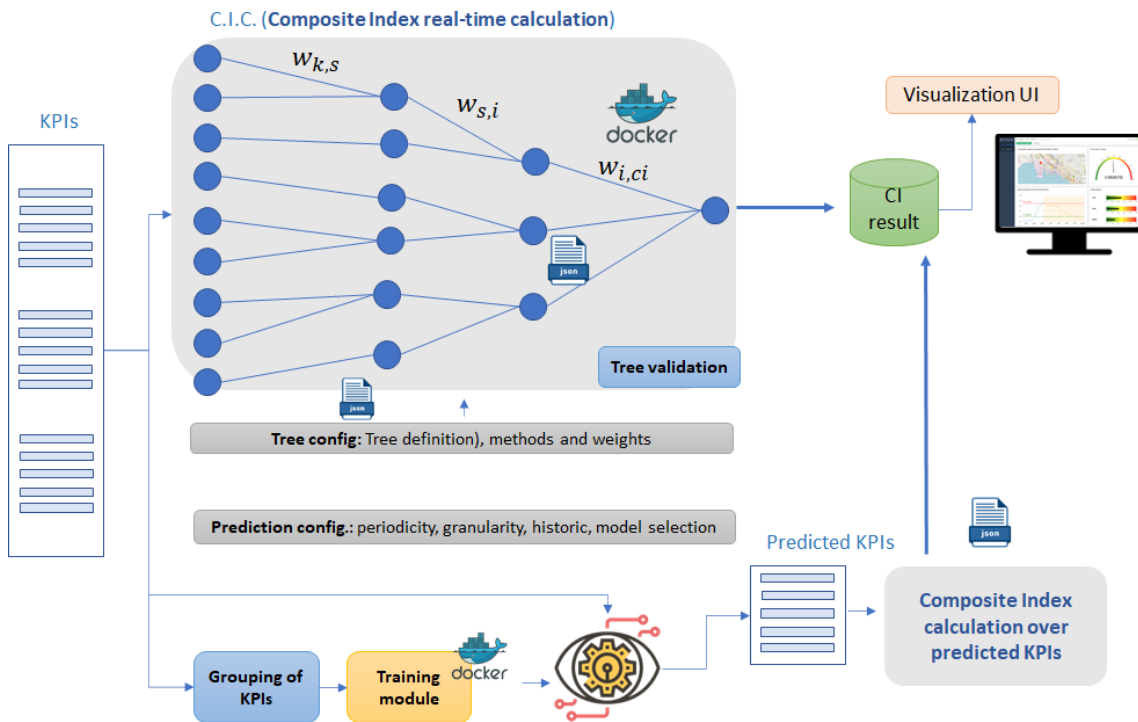 C.I.C. (Composite Index real-time calculation)
KPIs
w_{k,s}
w_{s,i}
docker
w_{i,ci}
Visualization UI
CI
result
json
Tree validation
json
Tree config: Tree definition), methods and weights
Prediction config.: periodicity, granularity, historic, model selection
json
Predicted KPIs
Composite Index
calculation over
predicted KPIs
Grouping of
KPIs
Training
module
docker